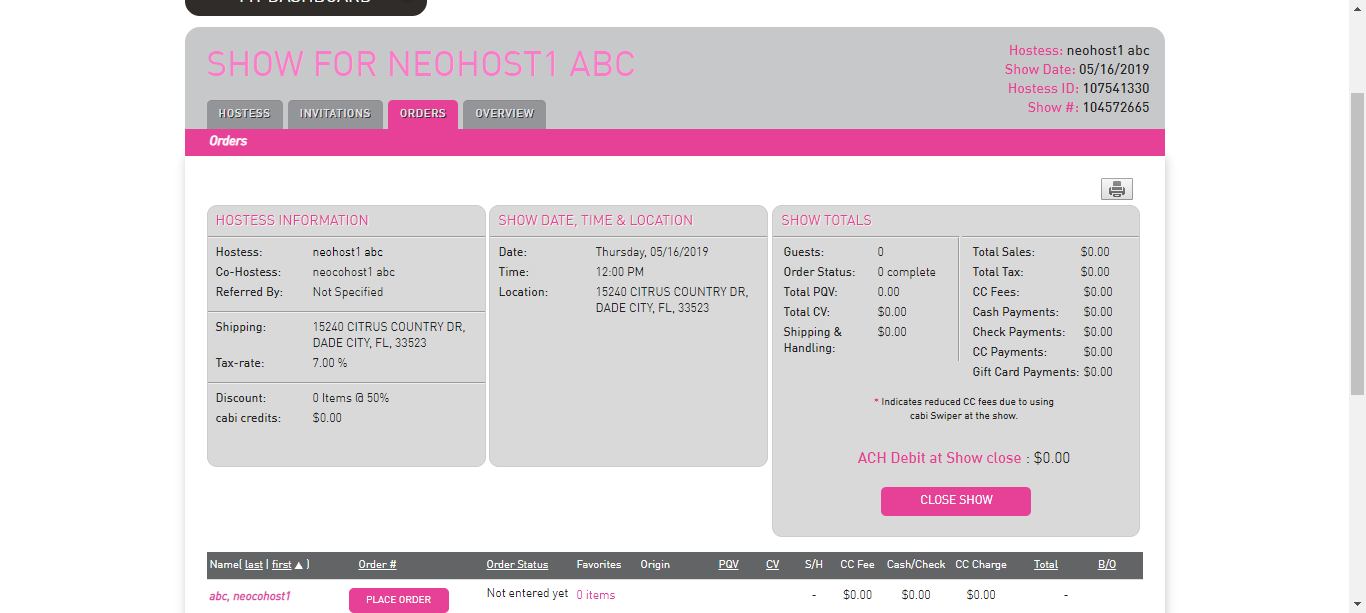 MY DASHBOARD
SHOW FOR NEOHOST1 ABC
Hostess: neohost1 abc
Show Date: 05/16/2019
Hostess ID: 107541330
Show #: 104572665
HOSTESS INVITATIONS ORDERS OVERVIEW
Orders
HOSTESS INFORMATION
Hostess: neohost1 abc
Co-Hostess: neocohost1 abc
Referred By: Not Specified
Shipping: 15240 CITRUS COUNTRY DR,
DADE CITY, FL, 33523
Tax-rate: 7.00 %
Discount: 0 Items @ 50%
cabi credits: $0.00
SHOW DATE, TIME & LOCATION
Date: Thursday, 05/16/2019
Time: 12:00 PM
Location: 15240 CITRUS COUNTRY DR,
DADE CITY, FL, 33523
SHOW TOTALS
Guests: 0
Order Status: 0 complete
Total PQV: 0.00
Total CV: $0.00
Shipping & $0.00
Handling:
Total Sales: $0.00
Total Tax: $0.00
CC Fees: $0.00
Cash Payments: $0.00
Check Payments: $0.00
CC Payments: $0.00
Gift Card Payments: $0.00
* Indicates reduced CC fees due to using
cabi Swiper at the show.
ACH Debit at Show close : $0.00
CLOSE SHOW
Name( last | first ▲ ) Order # Order Status Favorites Origin PQV CV S/H CC Fee Cash/Check CC Charge Total B/O
abc, neocohost1 PLACE ORDER Not entered yet 0 items - $0.00 $0.00 $0.00 -